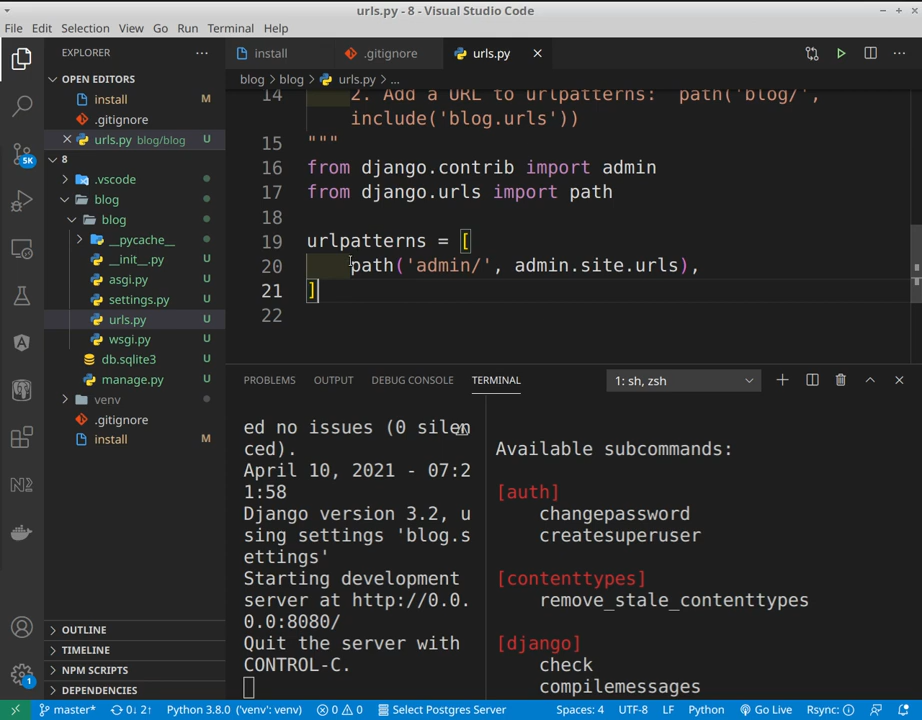 urls.py - 8 - Visual Studio Code
File Edit Selection View Go Run Terminal Help
EXPLORER
OPEN EDITORS
install M
.gitignore
urls.py blog/blog U
8
.vscode
blog
blog
__pycache__
__init__.py U
asgi.py U
settings.py U
urls.py U
wsgi.py U
db.sqlite3 U
manage.py U
venv
.gitignore
install M
OUTLINE
TIMELINE
NPM SCRIPTS
DEPENDENCIES
5K
1
install .gitignore urls.py
blog > blog > urls.py > ...
14 2. Add a URL to urlpatterns: path('blog/',
include('blog.urls'))
15 """
16 from django.contrib import admin
17 from django.urls import path
18
19 urlpatterns = [
20 path('admin/', admin.site.urls),
21 ]
22
PROBLEMS OUTPUT DEBUG CONSOLE TERMINAL 1: sh, zsh
ed no issues (0 silen
ced).
April 10, 2021 - 07:2
1:58
Django version 3.2, u
sing settings 'blog.s
ettings'
Starting development
server at http://0.0.
0.0:8080/
Quit the server with
CONTROL-C.
Available subcommands:
[auth]
changepassword
createsuperuser
[contenttypes]
remove_stale_contenttypes
[django]
check
compilemessages
master* 0↓ 2↑ Python 3.8.0 ('venv': venv) 0 0 Select Postgres Server Spaces: 4 UTF-8 LF Python Go Live Rsync: